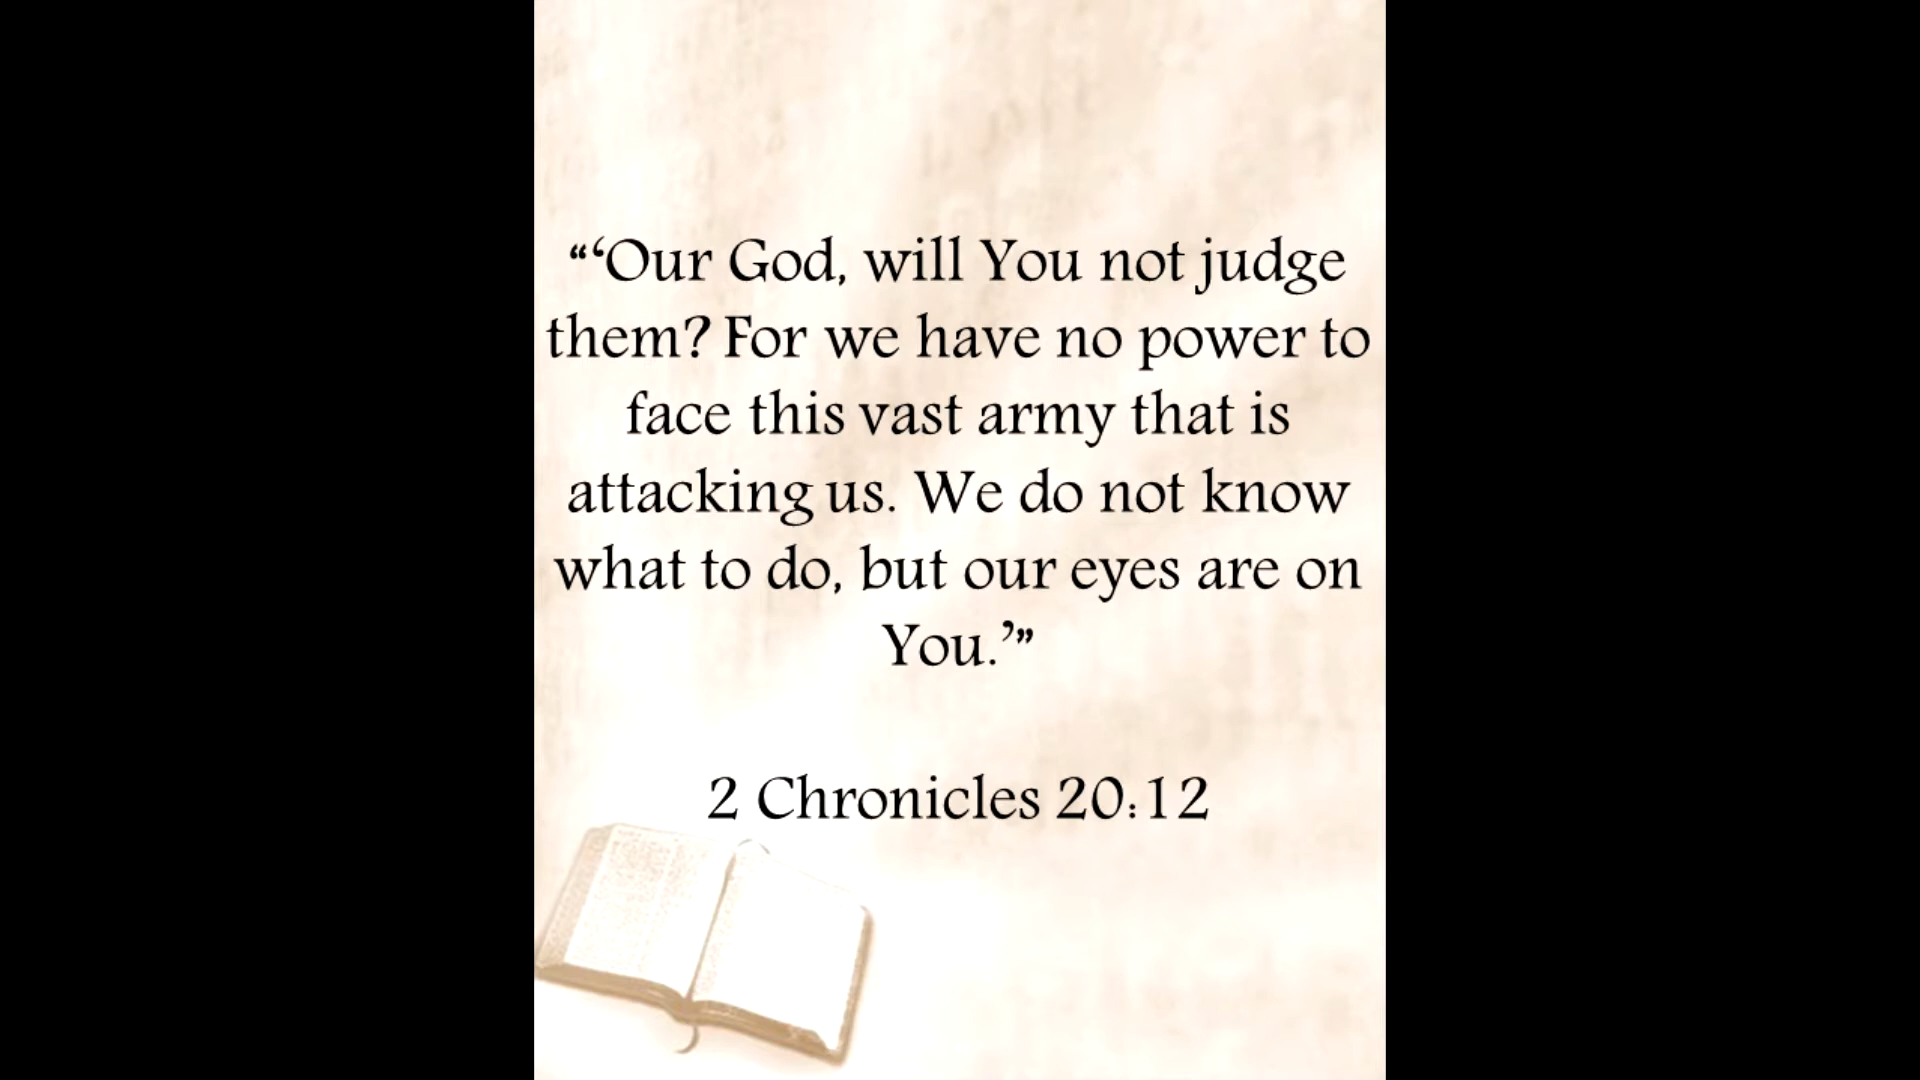 “‘Our God, will You not judge
them? For we have no power to
face this vast army that is
attacking us. We do not know
what to do, but our eyes are on
You.’”
2 Chronicles 20:12